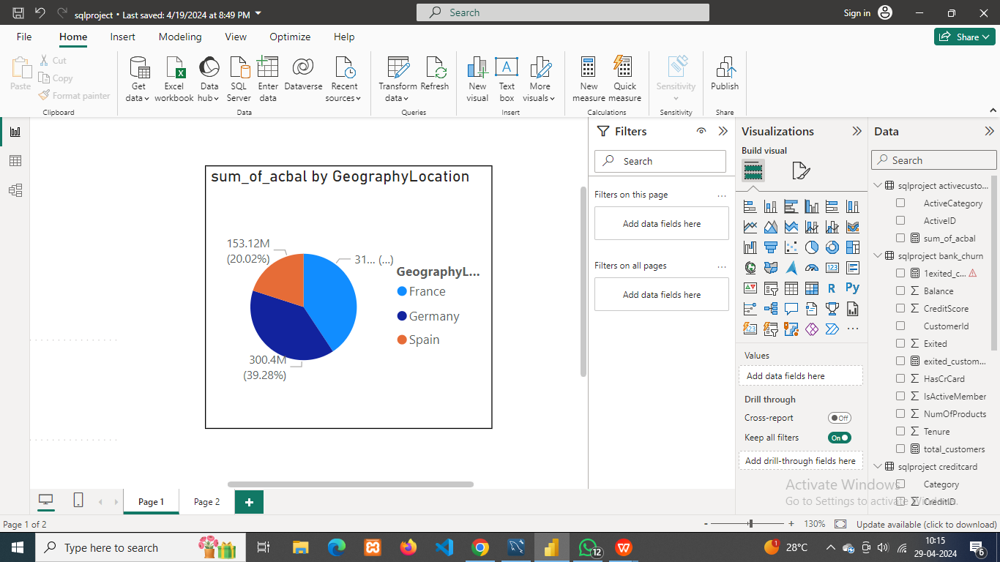 sqlproject • Last saved: 4/19/2024 at 8:49 PM
Search
Sign in
File Home Insert Modeling View Optimize Help
Share
Paste
Cut
Copy
Format painter
Clipboard
Get data
Excel workbook
Data hub
SQL Server
Enter data
Dataverse
Recent sources
Data
Transform data
Refresh
Queries
New visual
Text box
More visuals
Insert
New measure
Quick measure
Calculations
Sensitivity
Sensitivity
Publish
Share
sum_of_acbal by GeographyLocation
153.12M
(20.02%)
31... (...)
300.4M
(39.28%)
GeographyL...
France
Germany
Spain
Filters
Search
Filters on this page
...
Add data fields here
Filters on all pages
...
Add data fields here
Visualizations
Build visual
123
R
Py
123
...
Values
Add data fields here
Drill through
Cross-report
Off
Keep all filters
On
Add drill-through fields here
Data
Search
sqlproject activecusto...
ActiveCategory
ActiveID
sum_of_acbal
sqlproject bank_churn
1exited_c...
Balance
CreditScore
CustomerId
Exited
exited_custom...
HasCrCard
IsActiveMember
NumOfProducts
Tenure
total_customers
sqlproject creditcard
Category
CreditID
Activate Windows
Go to Settings to activate Windows.
Page 1
Page 2
+
Page 1 of 2
- + 130%
Update available (click to download)
Type here to search
12
1
28°C
10:15
29-04-2024
6